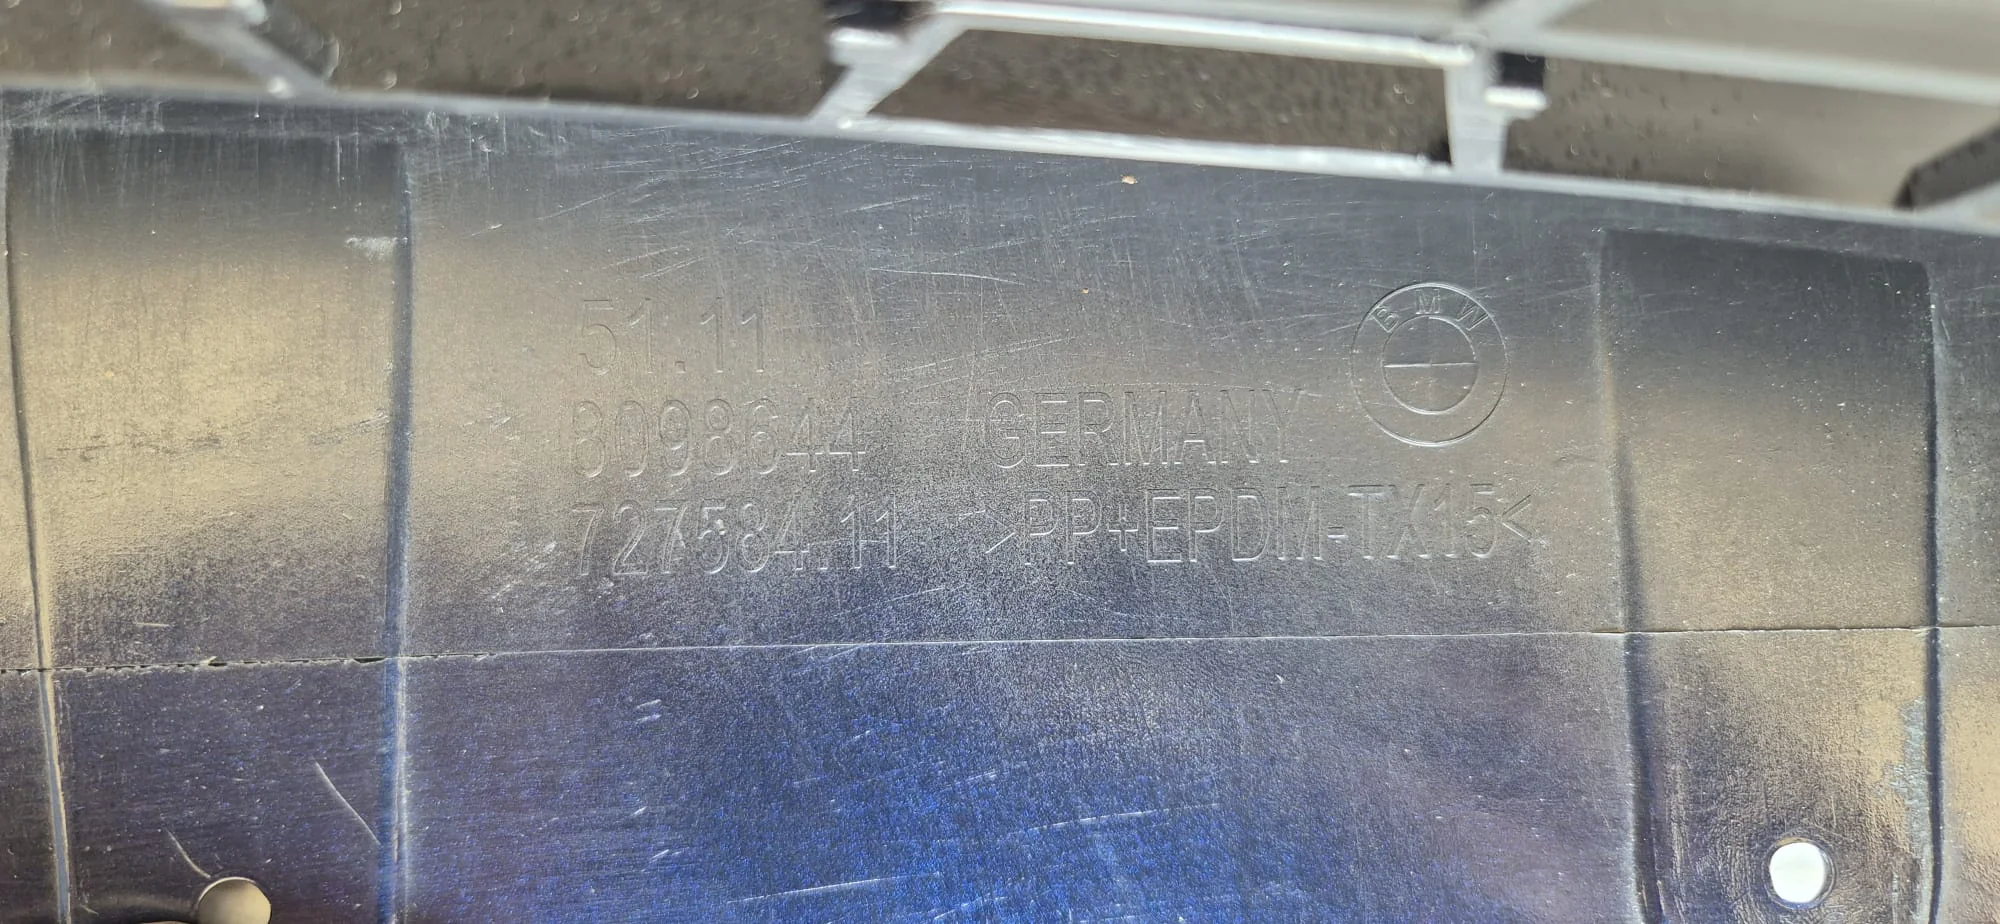 51.11
8098644
727584.11
BMW
GERMANY
>PP+EPDM-TX15<